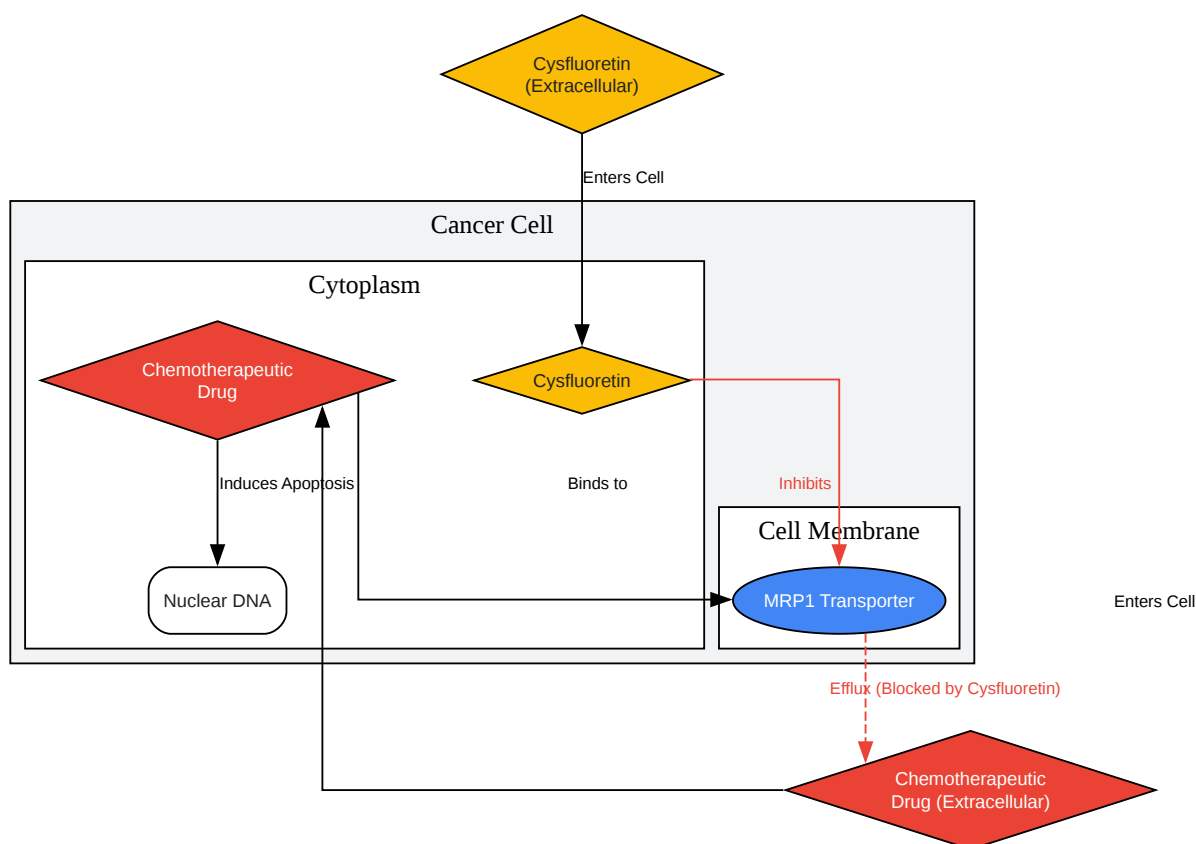 Cysfluoretin
(Extracellular)
Enters Cell
Cancer Cell
Cytoplasm
Chemotherapeutic
Drug
Cysfluoretin
Induces Apoptosis
Binds to
Inhibits
Cell Membrane
Nuclear DNA
MRP1 Transporter
Enters Cell
Efflux (Blocked by Cysfluoretin)
Chemotherapeutic
Drug (Extracellular)